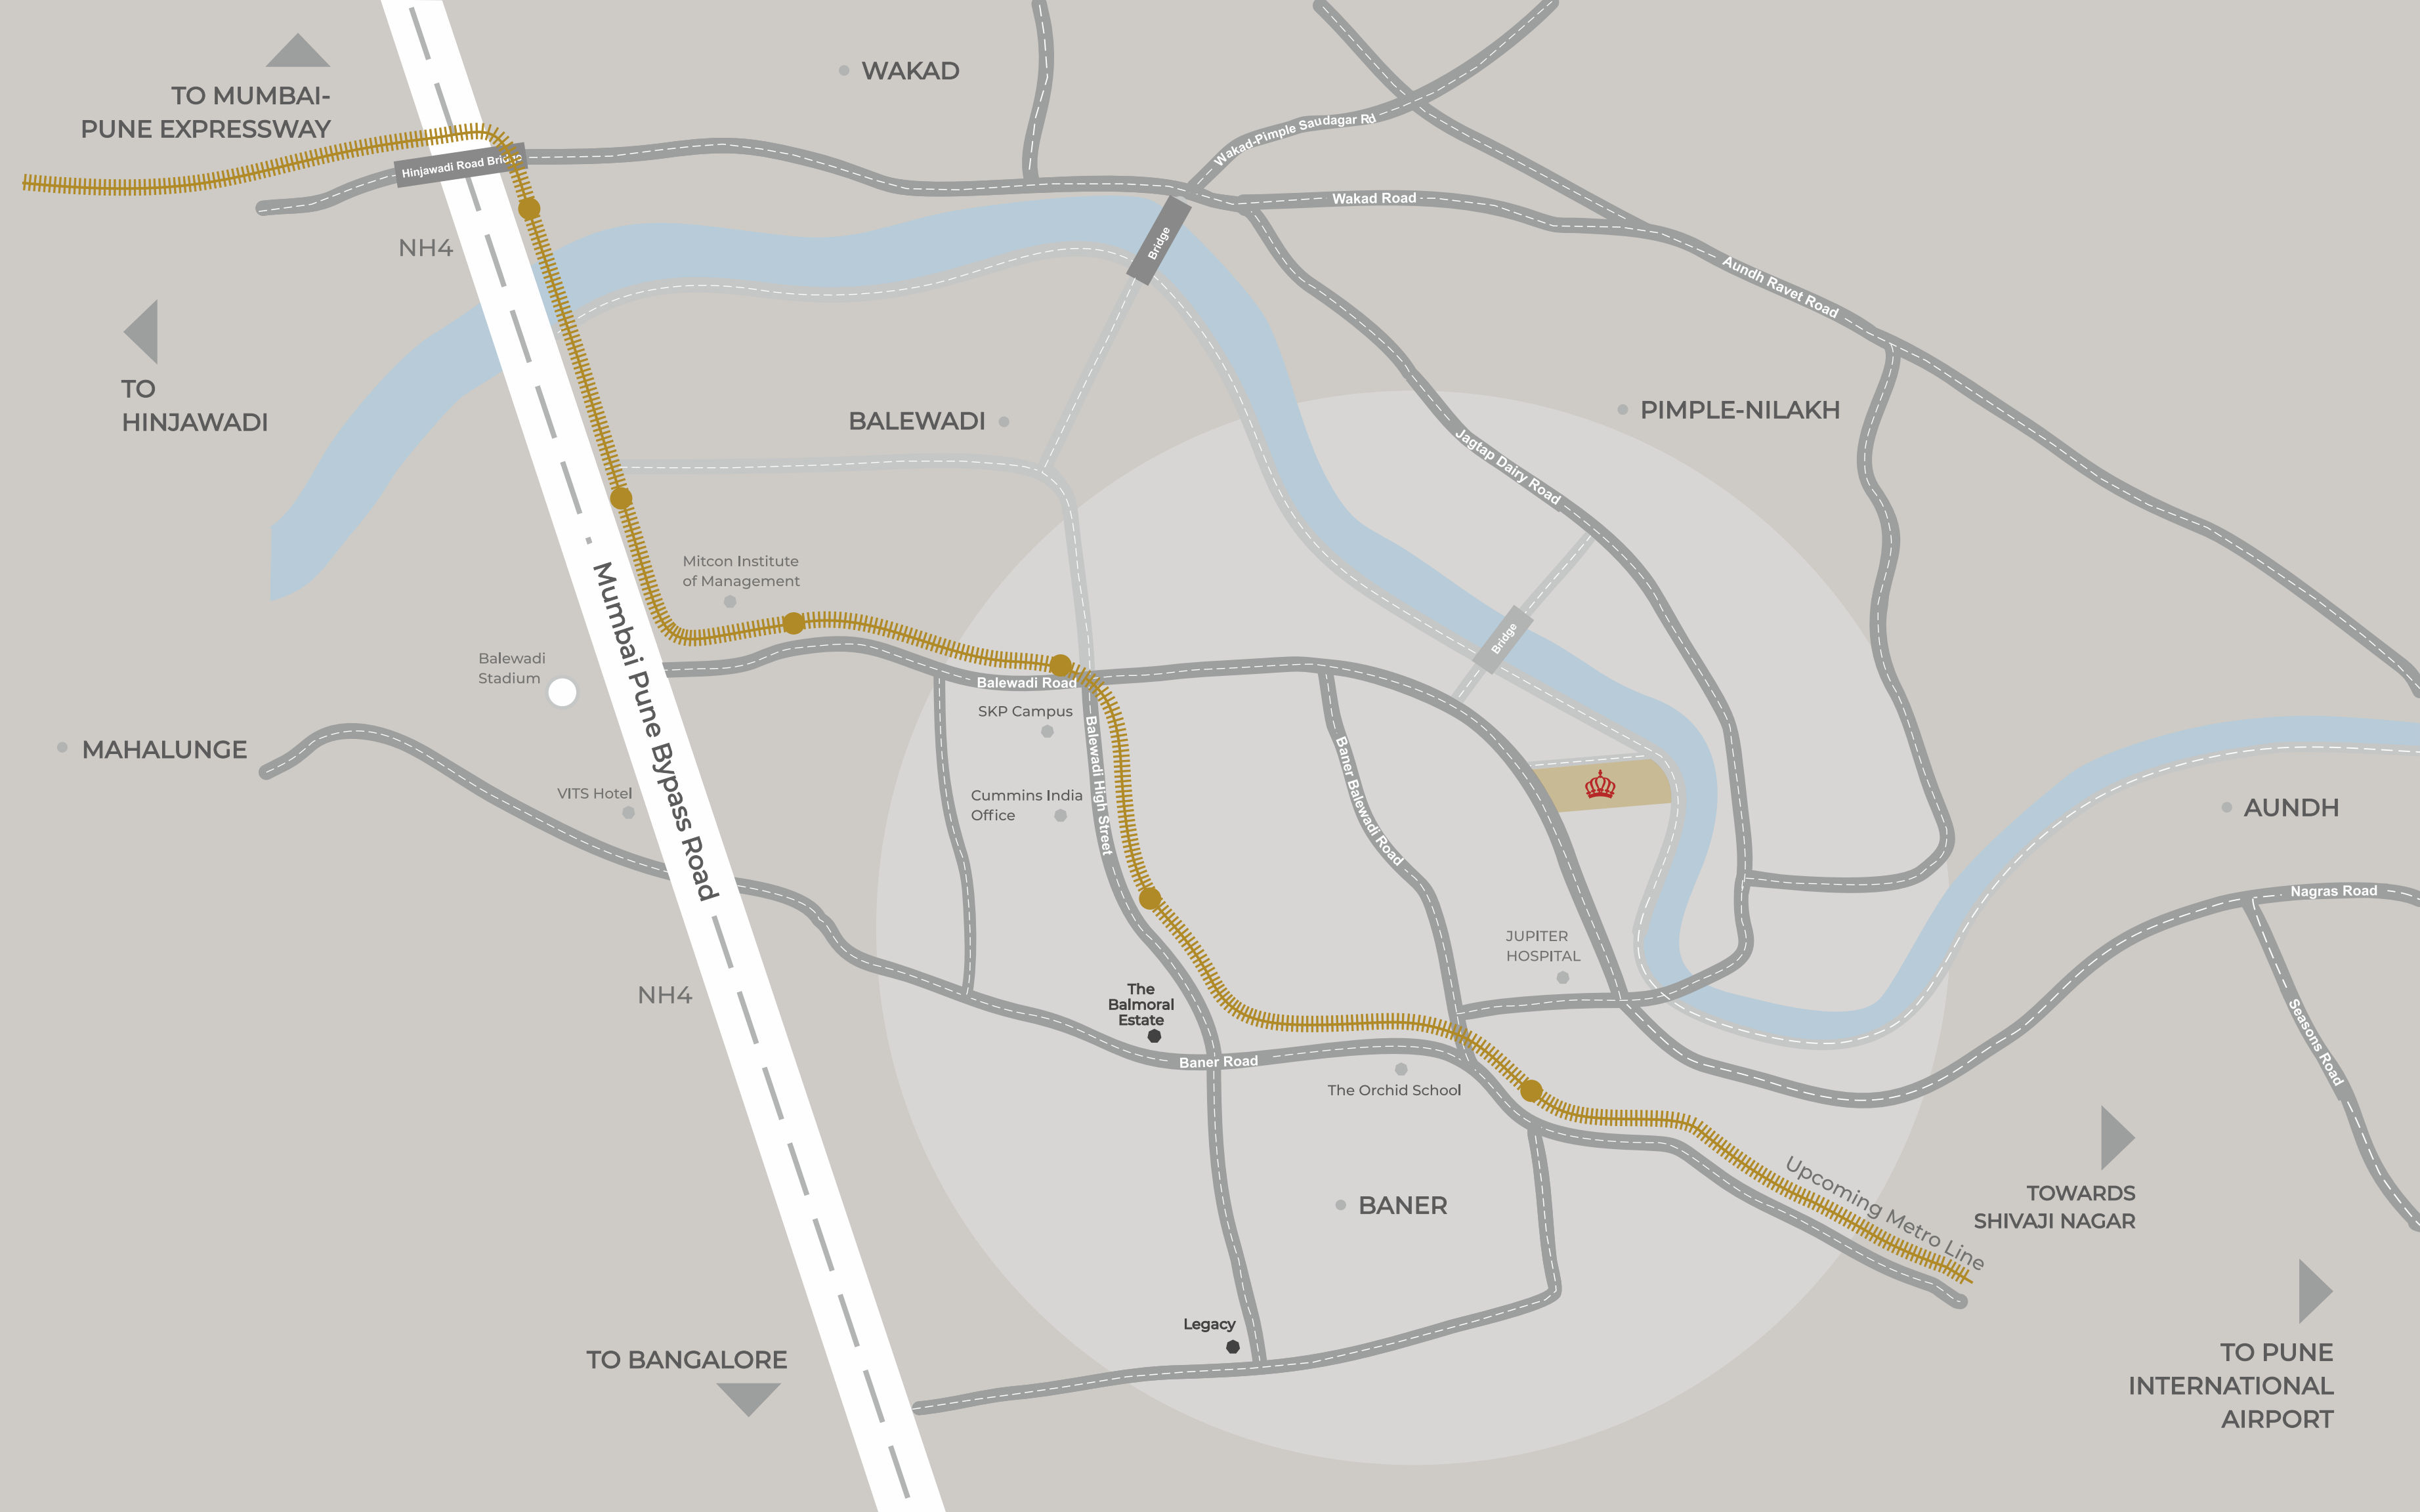 WAKAD
TO MUMBAI-
PUNE EXPRESSWAY
Wakad-Pimple Saudagar Rd
Hinjawadi Road Bridge
Wakad Road
NH4
Bridge
Aundh Ravet Road
TO
HINJAWADI
BALEWADI
PIMPLE-NILAKH
Jagtap Dairy Road
Mitcon Institute
of Management
Mumbai Pune Bypass Road
Bridge
Balewadi
Stadium
Balewadi Road
SKP Campus
MAHALUNGE
Balewadi High Street
Baner Balewadi Road
VITS Hotel
Cummins India
Office
AUNDH
Nagras Road
JUPITER
HOSPITAL
NH4
The
Balmoral
Estate
Seasons Road
Baner Road
The Orchid School
Upcoming Metro Line
TOWARDS
SHIVAJI NAGAR
BANER
Legacy
TO BANGALORE
TO PUNE
INTERNATIONAL
AIRPORT